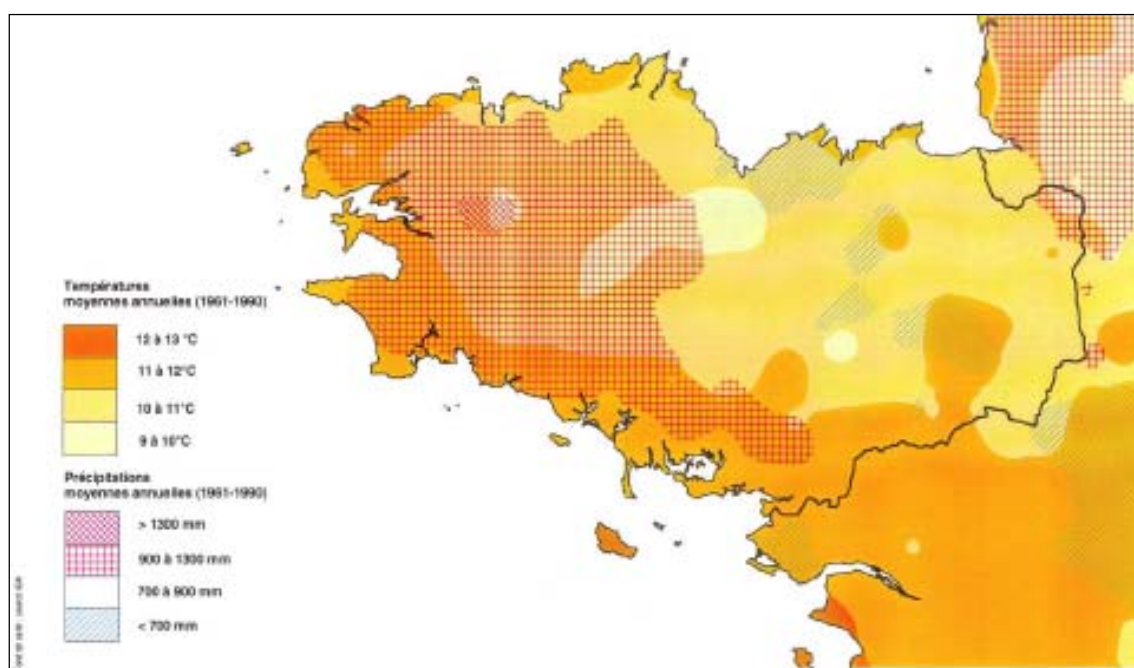 Températures
moyennes annuelles (1961-1990)
12 à 13 °C
11 à 12°C
10 à 11°C
9 à 10°C
Précipitations
moyennes annuelles (1961-1990)
> 1300 mm
900 à 1300 mm
700 à 900 mm
< 700 mm